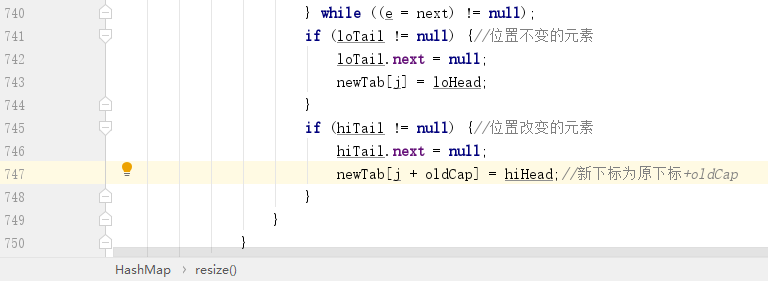 740 } while ((e = next) != null);
741 if (loTail != null) {//位置不变的元素
742 loTail.next = null;
743 newTab[j] = loHead;
744 }
745 if (hiTail != null) {//位置改变的元素
746 hiTail.next = null;
747 newTab[j + oldCap] = hiHead;//新下标为原下标+oldCap
748 }
749 }
750 }
HashMap › resize()